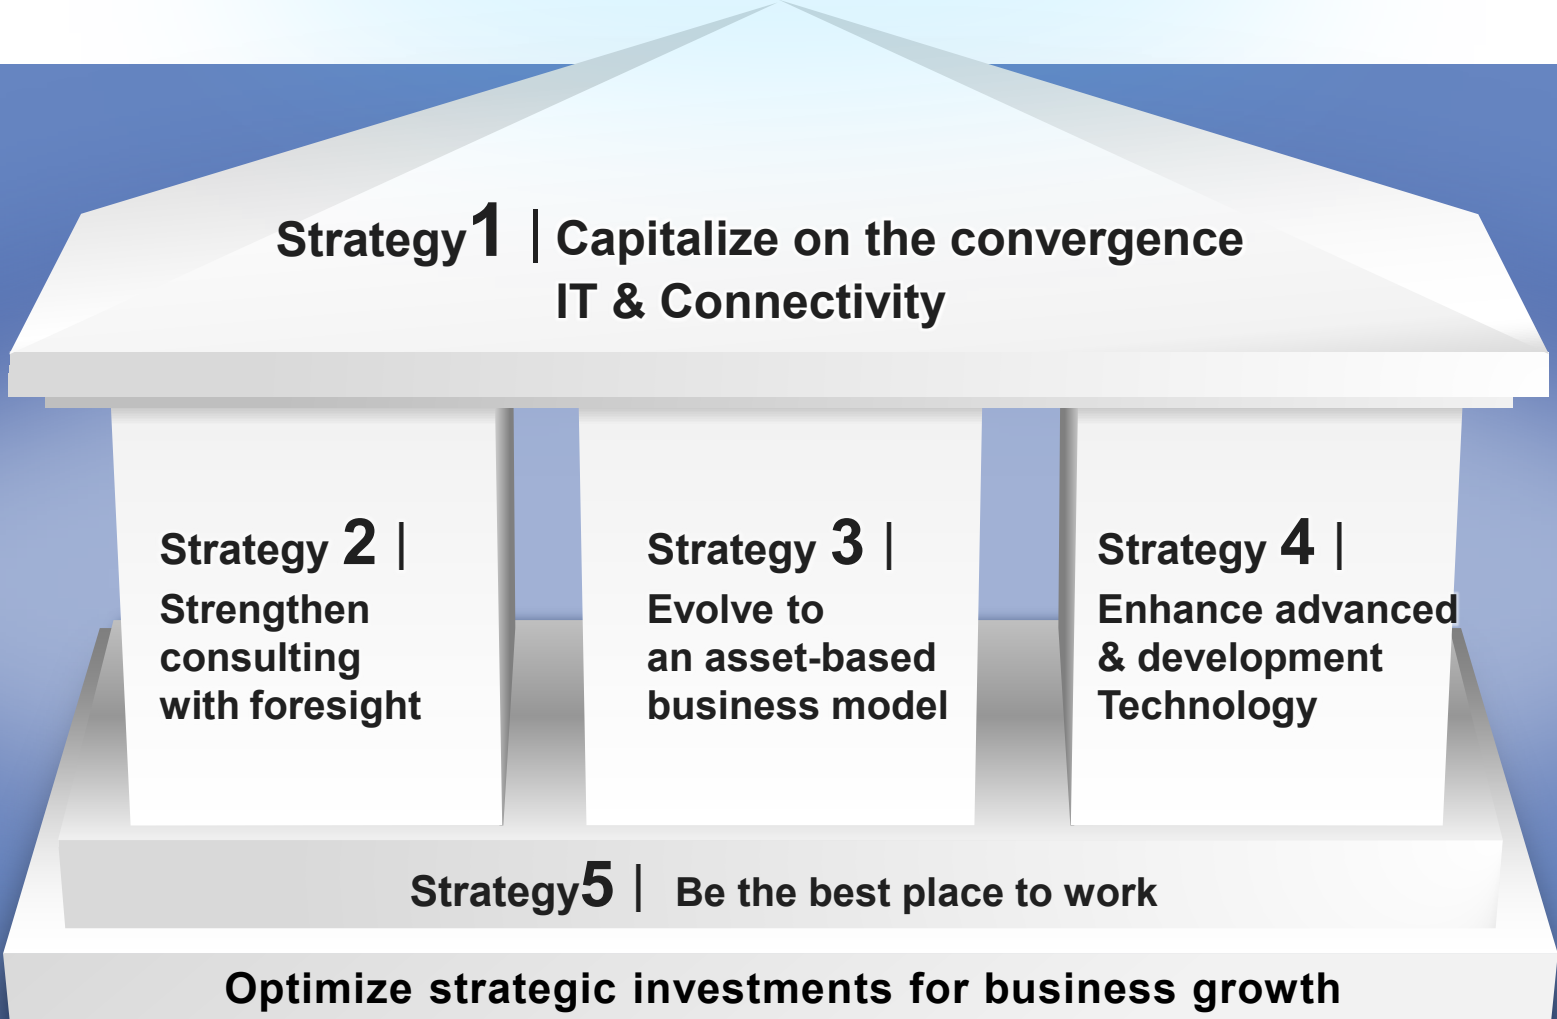 Strategy1 | Capitalize on the convergence
IT & Connectivity
Strategy 2 |
Strengthen
consulting
with foresight
Strategy 3 |
Evolve to
an asset-based
business model
Strategy 4 |
Enhance advanced
& development
Technology
Strategy5 | Be the best place to work
Optimize strategic investments for business growth